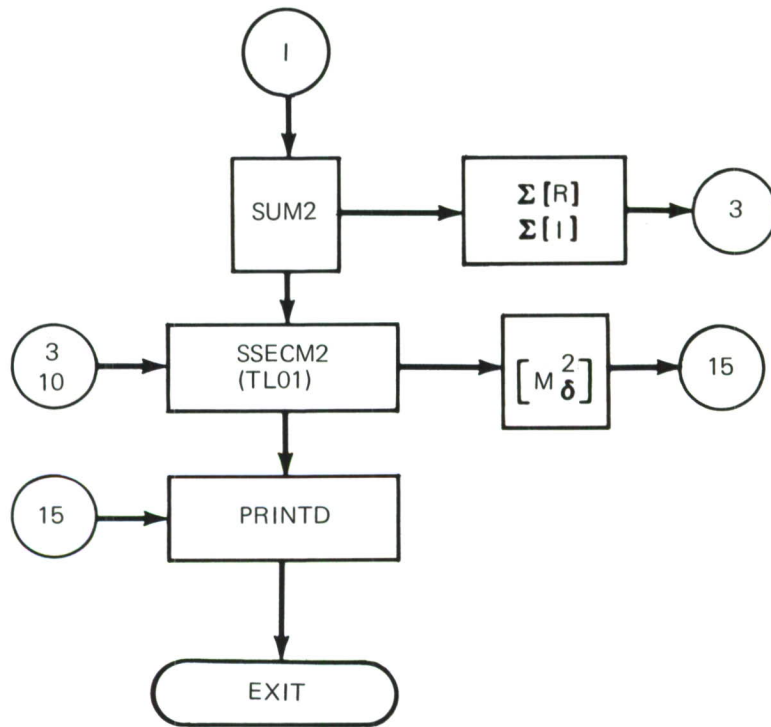 I
SUM2
Σ [R]
Σ [I]
3
3
10
SSECM2
(TL01)
[M²δ]
15
15
PRINTD
EXIT